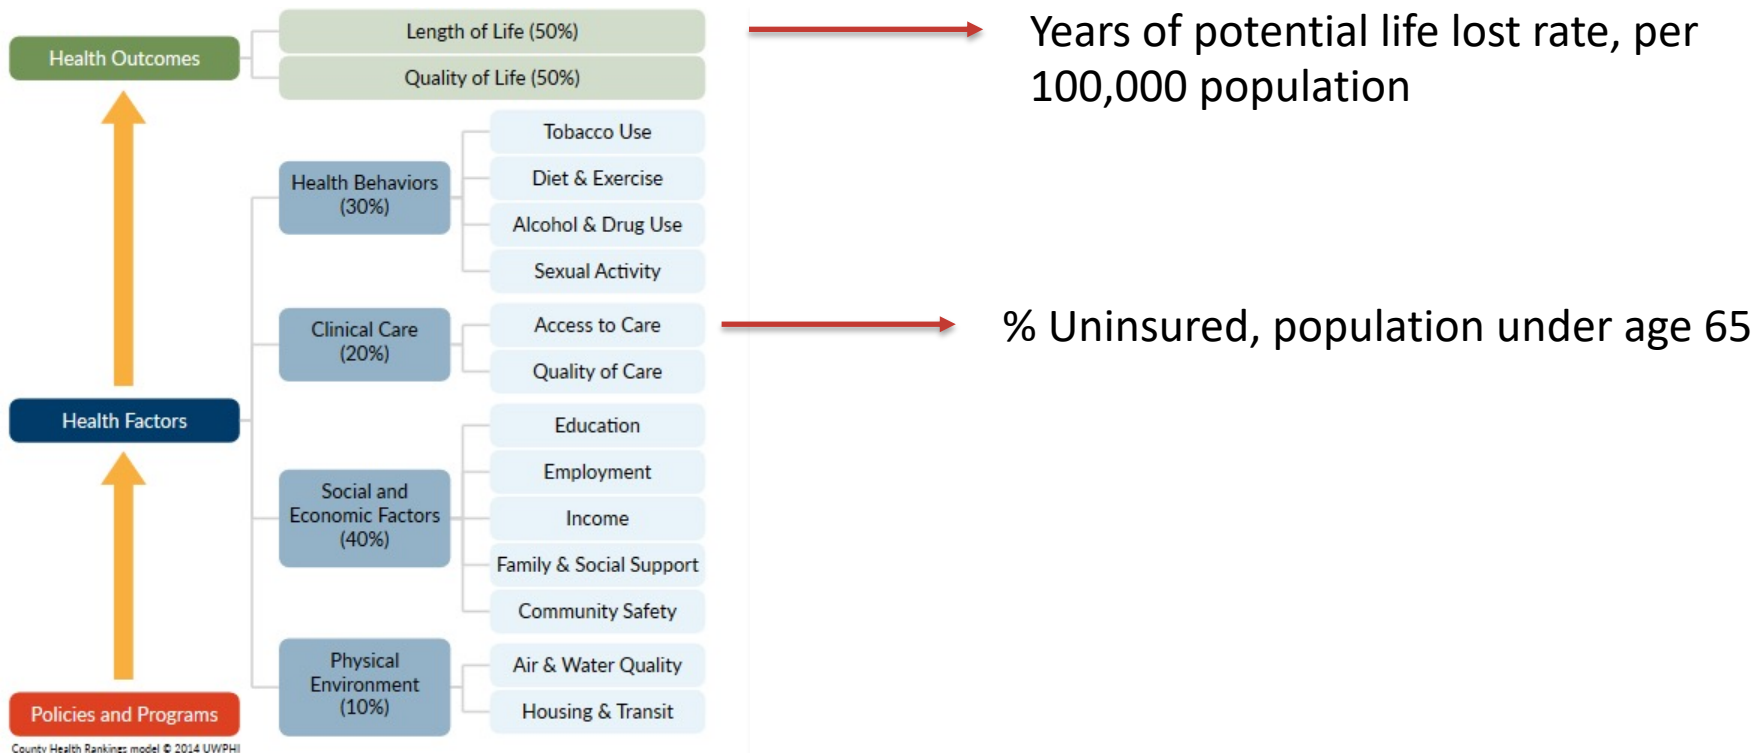 Health Outcomes
Length of Life (50%)
Quality of Life (50%)
Years of potential life lost rate, per
100,000 population
Health Behaviors
(30%)
Tobacco Use
Diet & Exercise
Alcohol & Drug Use
Sexual Activity
Clinical Care
(20%)
Access to Care
Quality of Care
% Uninsured, population under age 65
Health Factors
Social and
Economic Factors
(40%)
Education
Employment
Income
Family & Social Support
Community Safety
Physical
Environment
(10%)
Air & Water Quality
Housing & Transit
Policies and Programs
County Health Rankings model © 2014 UWPHI